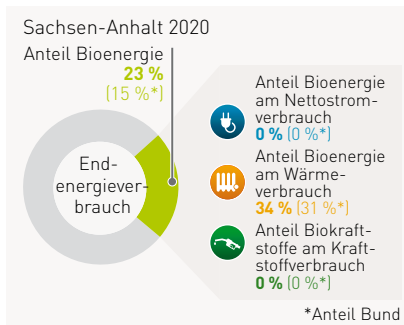 Sachsen-Anhalt 2020
Anteil Bioenergie
23 %
(15 %*)
End-
energiever-
brauch
Anteil Bioenergie
am Nettostrom-
verbrauch
0 % (0 %*)
Anteil Bioenergie
am Wärme-
verbrauch
34 % (31 %*)
Anteil Biokraft-
stoffe am Kraft-
stoffverbrauch
0 % (0 %*)
*Anteil Bund